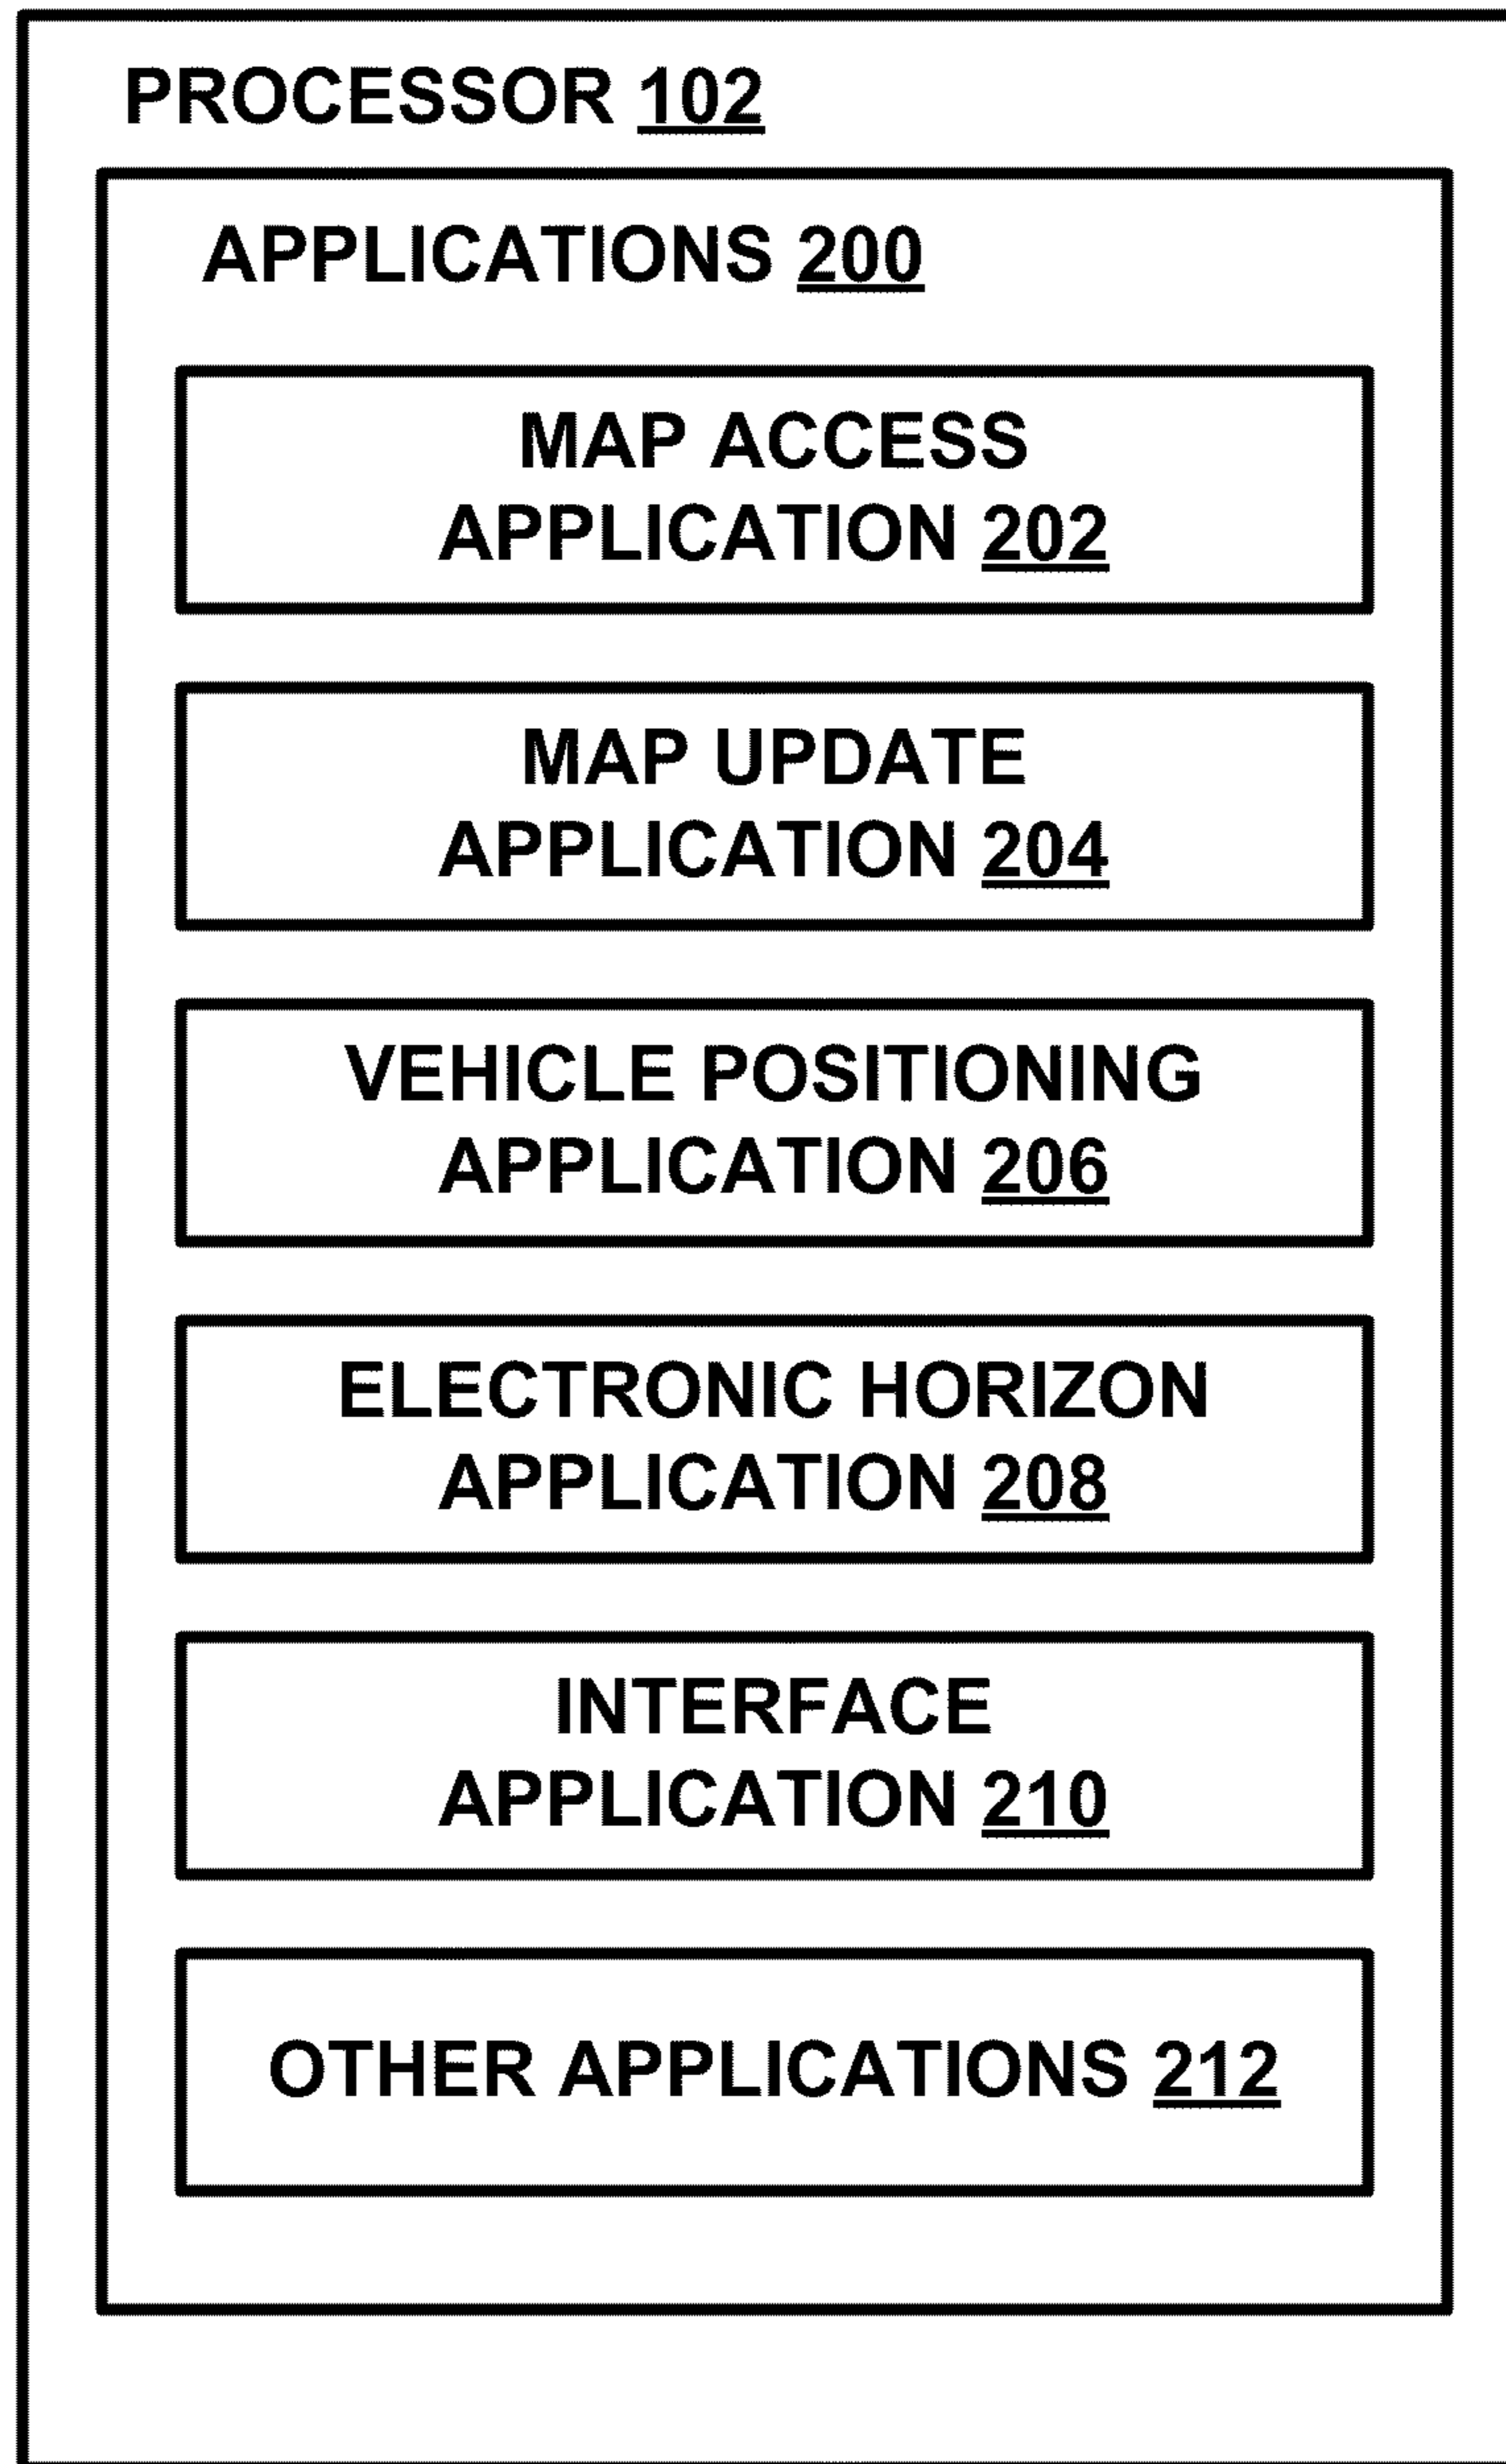 PROCESSOR 102
APPLICATIONS 200
MAP ACCESS
APPLICATION 202
MAP UPDATE
APPLICATION 204
VEHICLE POSITIONING
APPLICATION 206
ELECTRONIC HORIZON
APPLICATION 208
INTERFACE
APPLICATION 210
OTHER APPLICATIONS 212